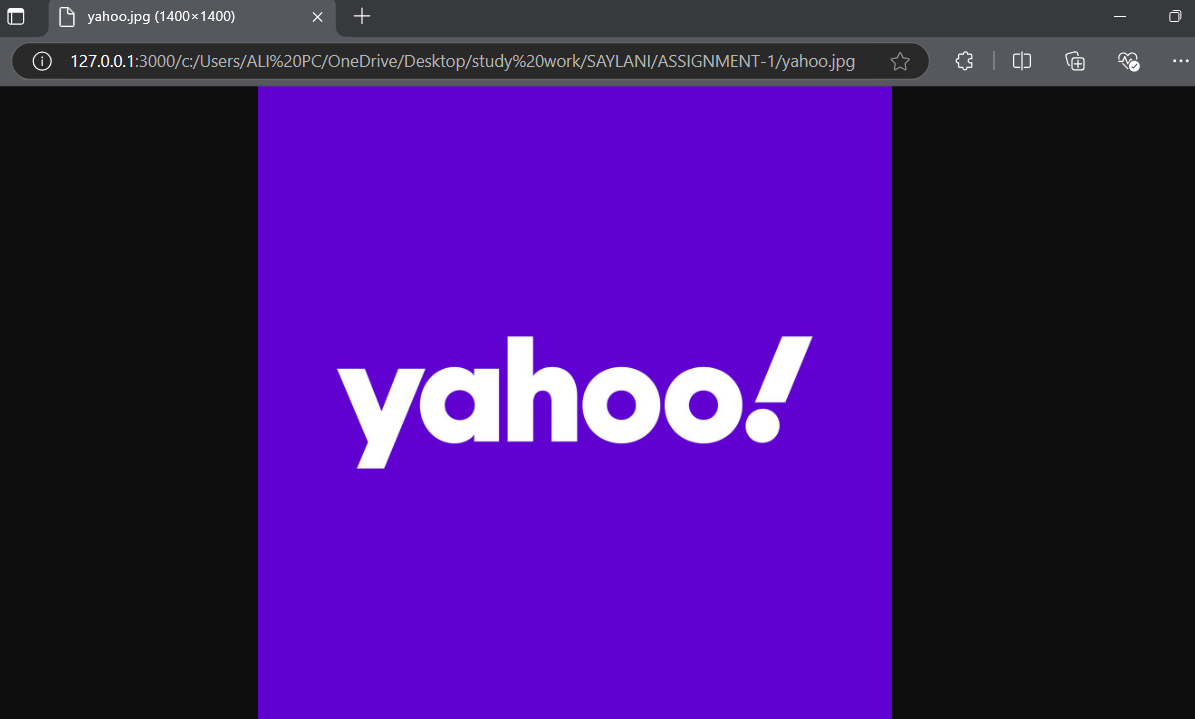 yahoo.jpg (1400×1400)
127.0.0.1:3000/c:/Users/ALI%20PC/OneDrive/Desktop/study%20work/SAYLANI/ASSIGNMENT-1/yahoo.jpg
yahoo!